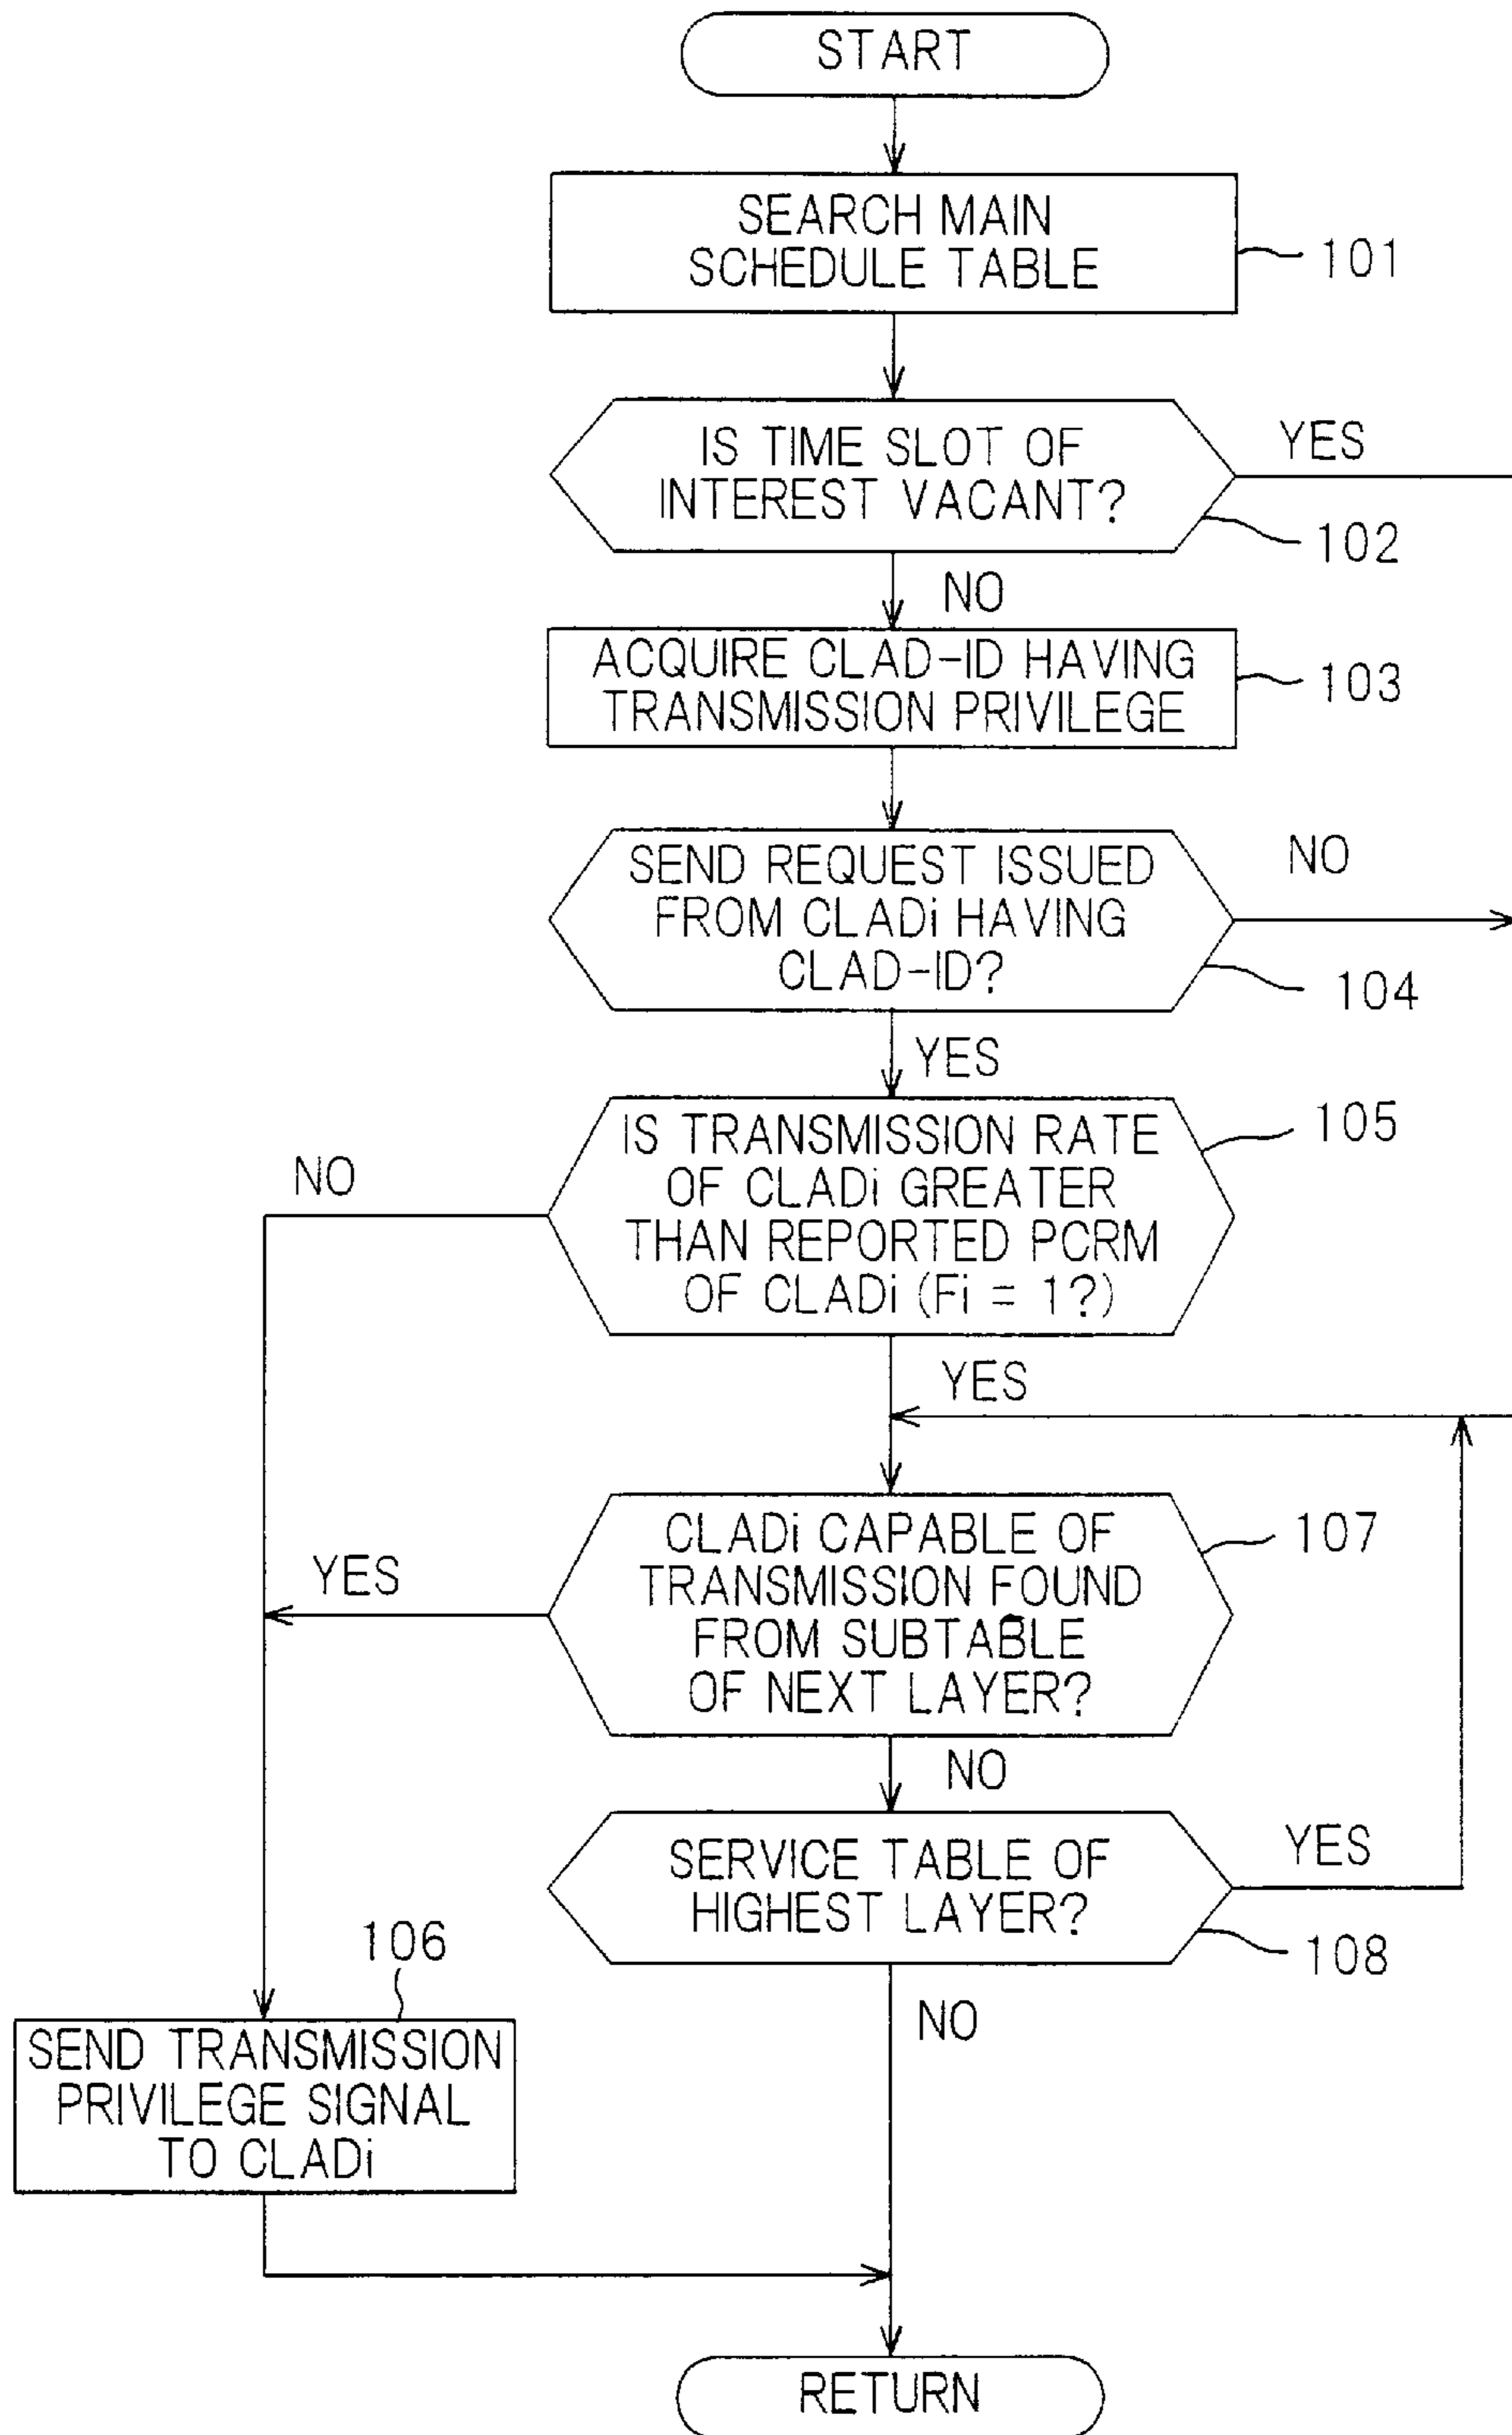 START
SEARCH MAIN
SCHEDULE TABLE
101
IS TIME SLOT OF
INTEREST VACANT?
YES
102
NO
ACQUIRE CLAD-ID HAVING
TRANSMISSION PRIVILEGE
103
SEND REQUEST ISSUED
FROM CLADi HAVING
CLAD-ID?
NO
104
YES
IS TRANSMISSION RATE
OF CLADi GREATER
THAN REPORTED PCRM
OF CLADi (Fi = 1?)
105
NO
YES
CLADi CAPABLE OF
TRANSMISSION FOUND
FROM SUBTABLE
OF NEXT LAYER?
107
YES
NO
SERVICE TABLE OF
HIGHEST LAYER?
YES
108
106
NO
SEND TRANSMISSION
PRIVILEGE SIGNAL
TO CLADi
RETURN